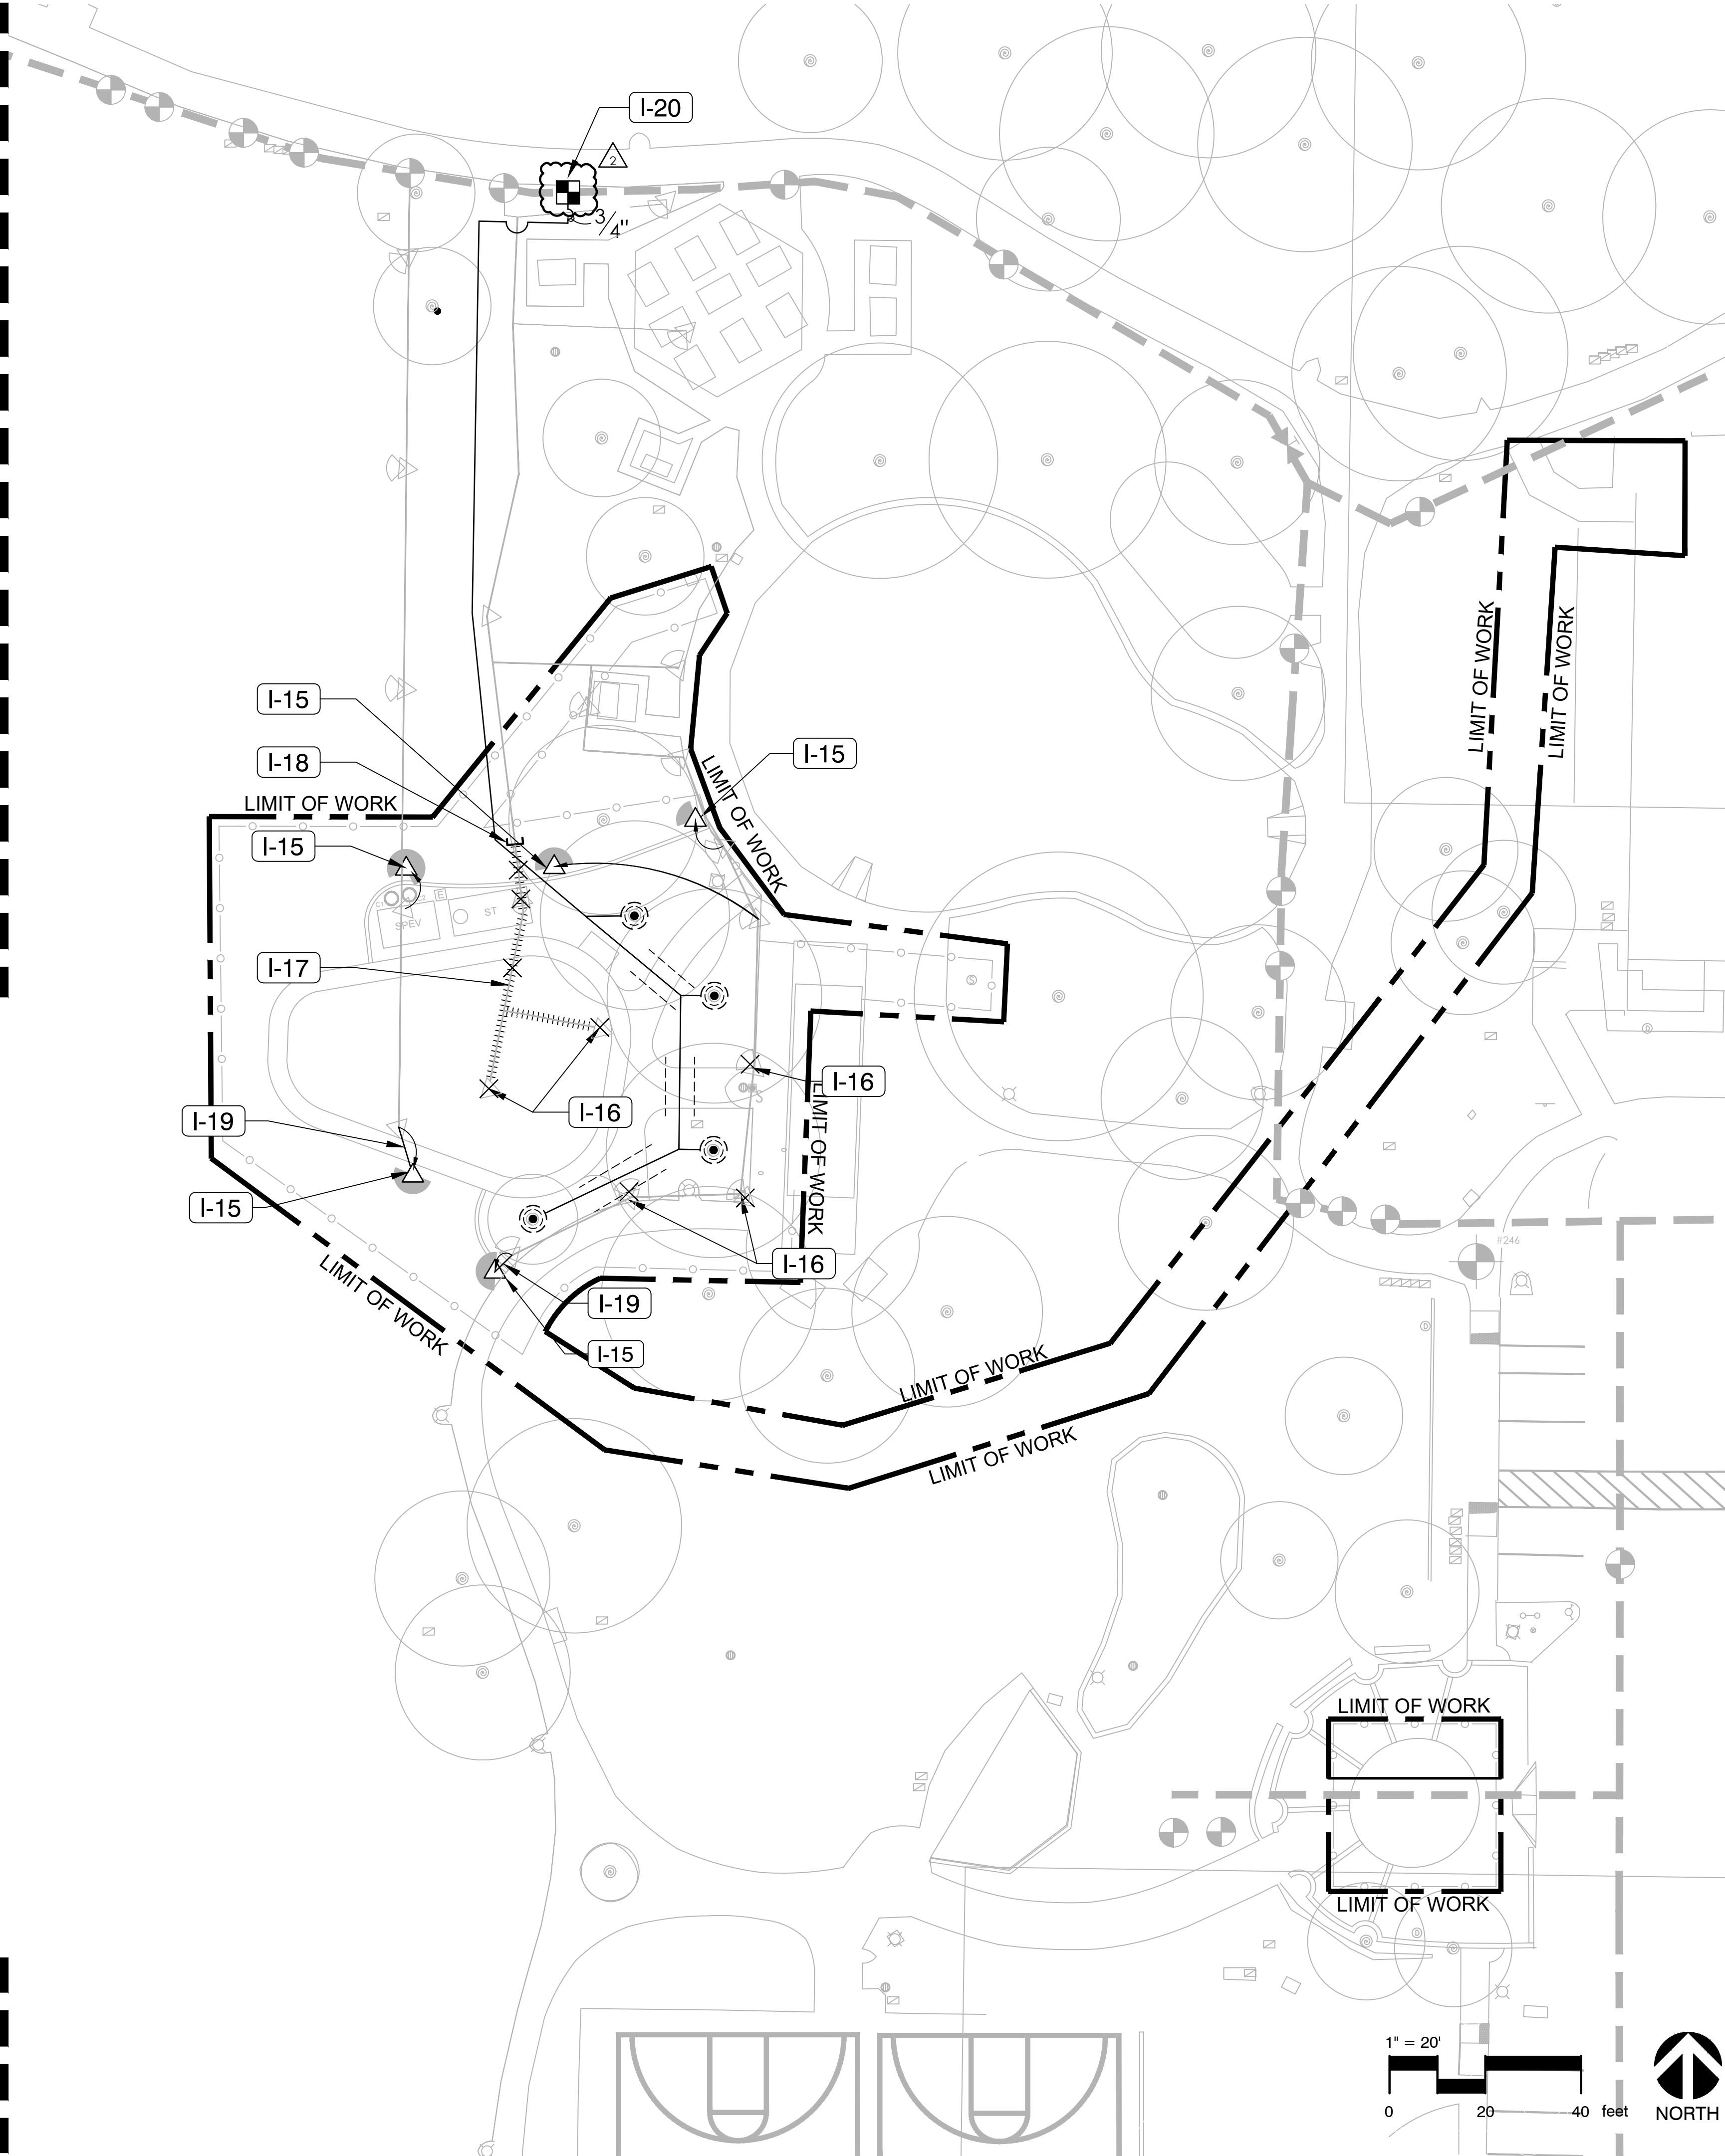 I-20
2
3/4"
I-15
I-18
I-15
LIMIT OF WORK
LIMIT OF WORK
LIMIT OF WORK
LIMIT OF WORK
I-15
E
ST
SPEV
I-17
S
D
I-16
I-16
LIMIT OF WORK
I-19
I-15
I-16
#246
LIMIT OF WORK
I-19
I-15
D
LIMIT OF WORK
LIMIT OF WORK
LIMIT OF WORK
LIMIT OF WORK
D
1" = 20'
0 20 40 feet
NORTH